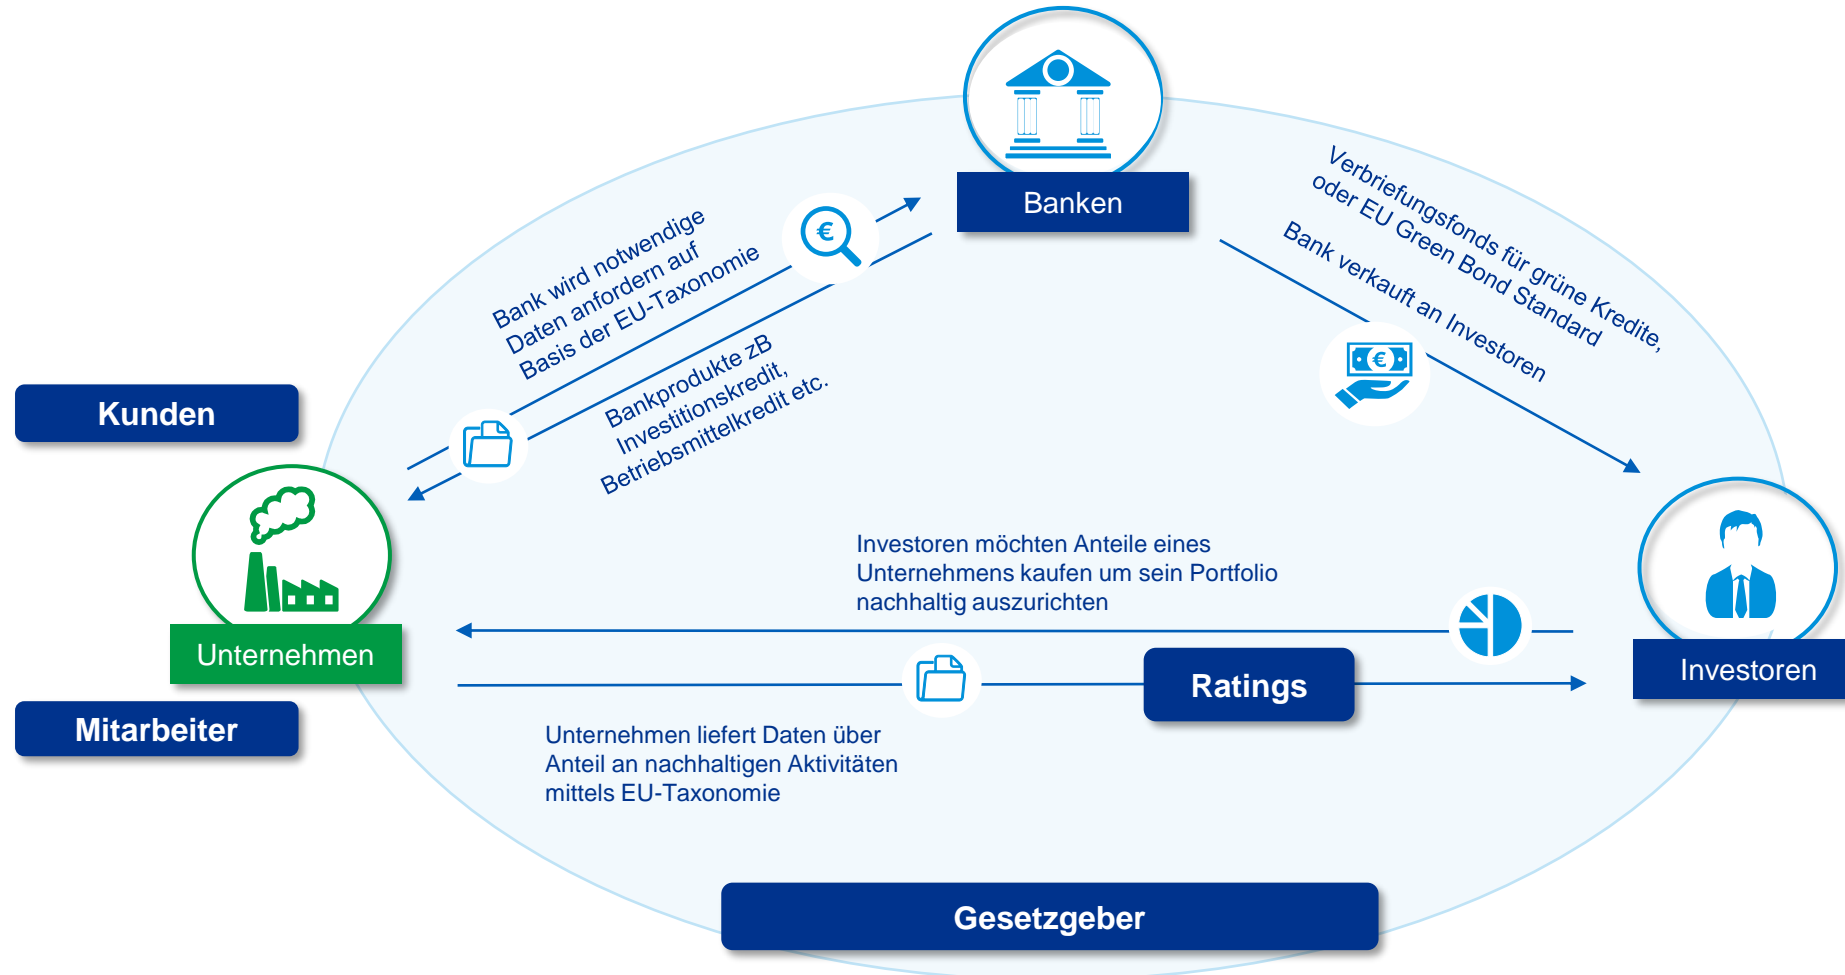 Banken
Bank wird notwendige
Daten anfordern auf
Basis der EU-Taxonomie
€
Bankprodukte zB
Investitionskredit,
Betriebsmittelkredit etc.
Verbriefungsfonds für grüne Kredite,
oder EU Green Bond Standard
Bank verkauft an Investoren
€
Kunden
Unternehmen
Mitarbeiter
Investoren möchten Anteile eines
Unternehmens kaufen um sein Portfolio
nachhaltig auszurichten
Investoren
Ratings
Unternehmen liefert Daten über
Anteil an nachhaltigen Aktivitäten
mittels EU-Taxonomie
Gesetzgeber